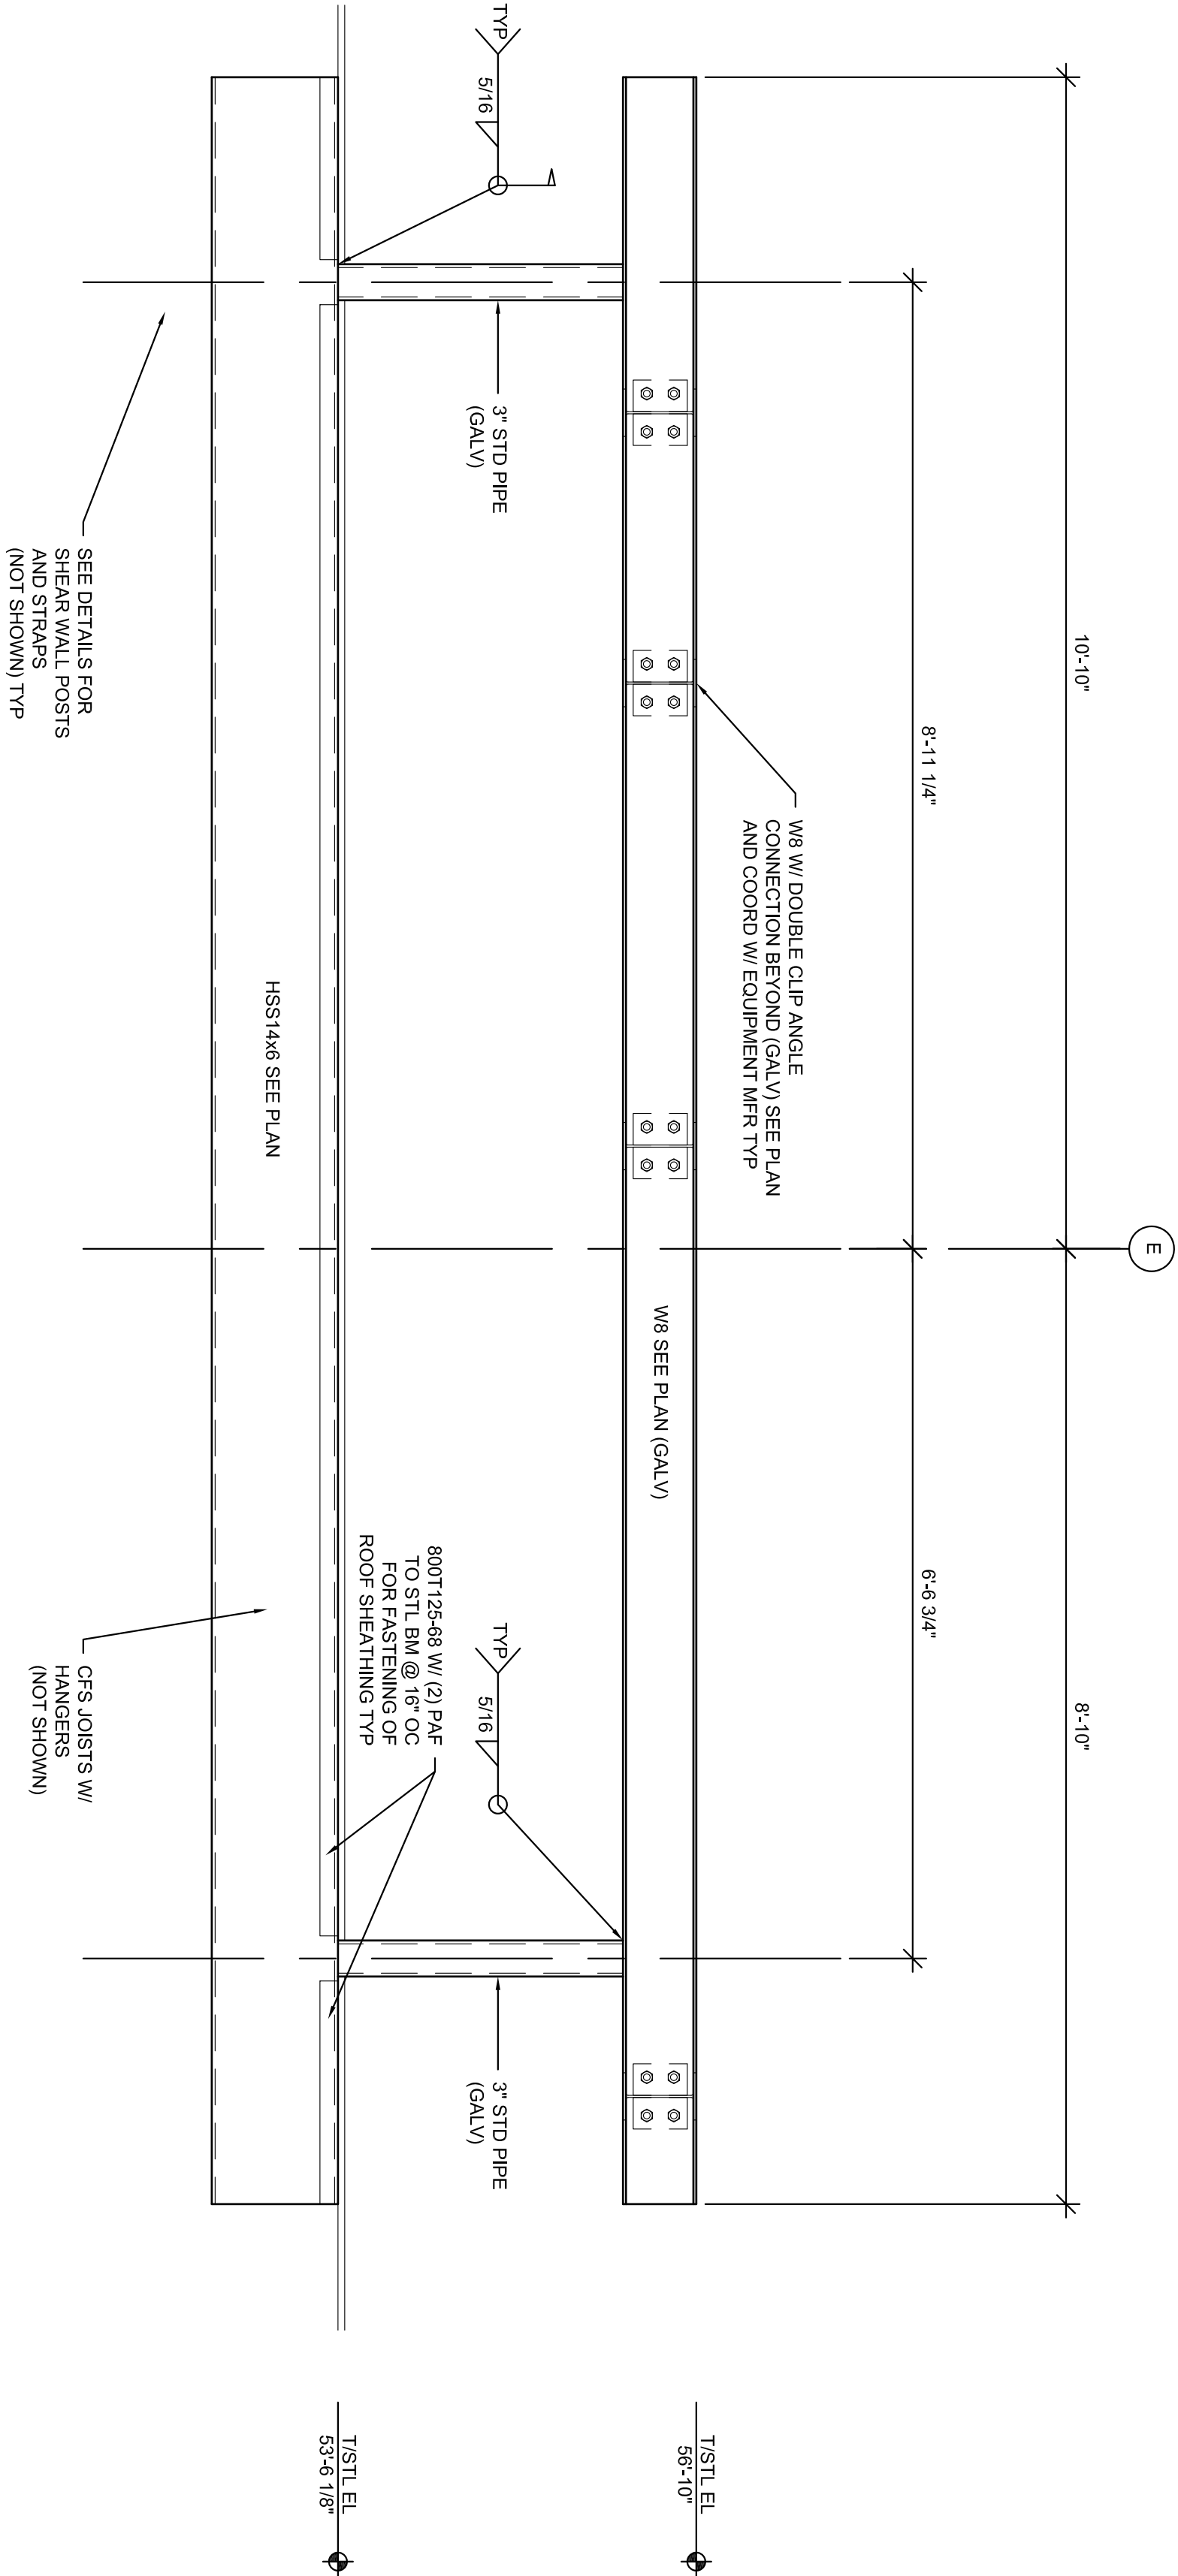 E
10'-10"
8'-10"
8'-11 1/4"
6'-6 3/4"
W8 W/ DOUBLE CLIP ANGLE
CONNECTION BEYOND (GALV) SEE PLAN
AND COORD W/ EQUIPMENT MFR TYP
W8 SEE PLAN (GALV)
T/STL EL
56'-10"
TYP
5/16
3" STD PIPE
(GALV)
TYP
5/16
3" STD PIPE
(GALV)
800T125-68 W/ (2) PAF
TO STL BM @ 16" OC
FOR FASTENING OF
ROOF SHEATHING TYP
T/STL EL
53'-6 1/8"
HSS14x6 SEE PLAN
SEE DETAILS FOR
SHEAR WALL POSTS
AND STRAPS
(NOT SHOWN) TYP
CFS JOISTS W/
HANGERS
(NOT SHOWN)